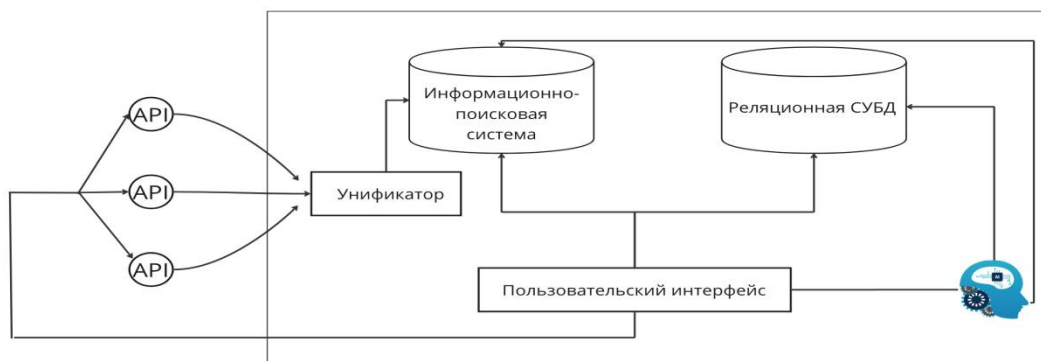 Информационно-
поисковая
система
Реляционная СУБД
API
API
API
Унификатор
Пользовательский интерфейс